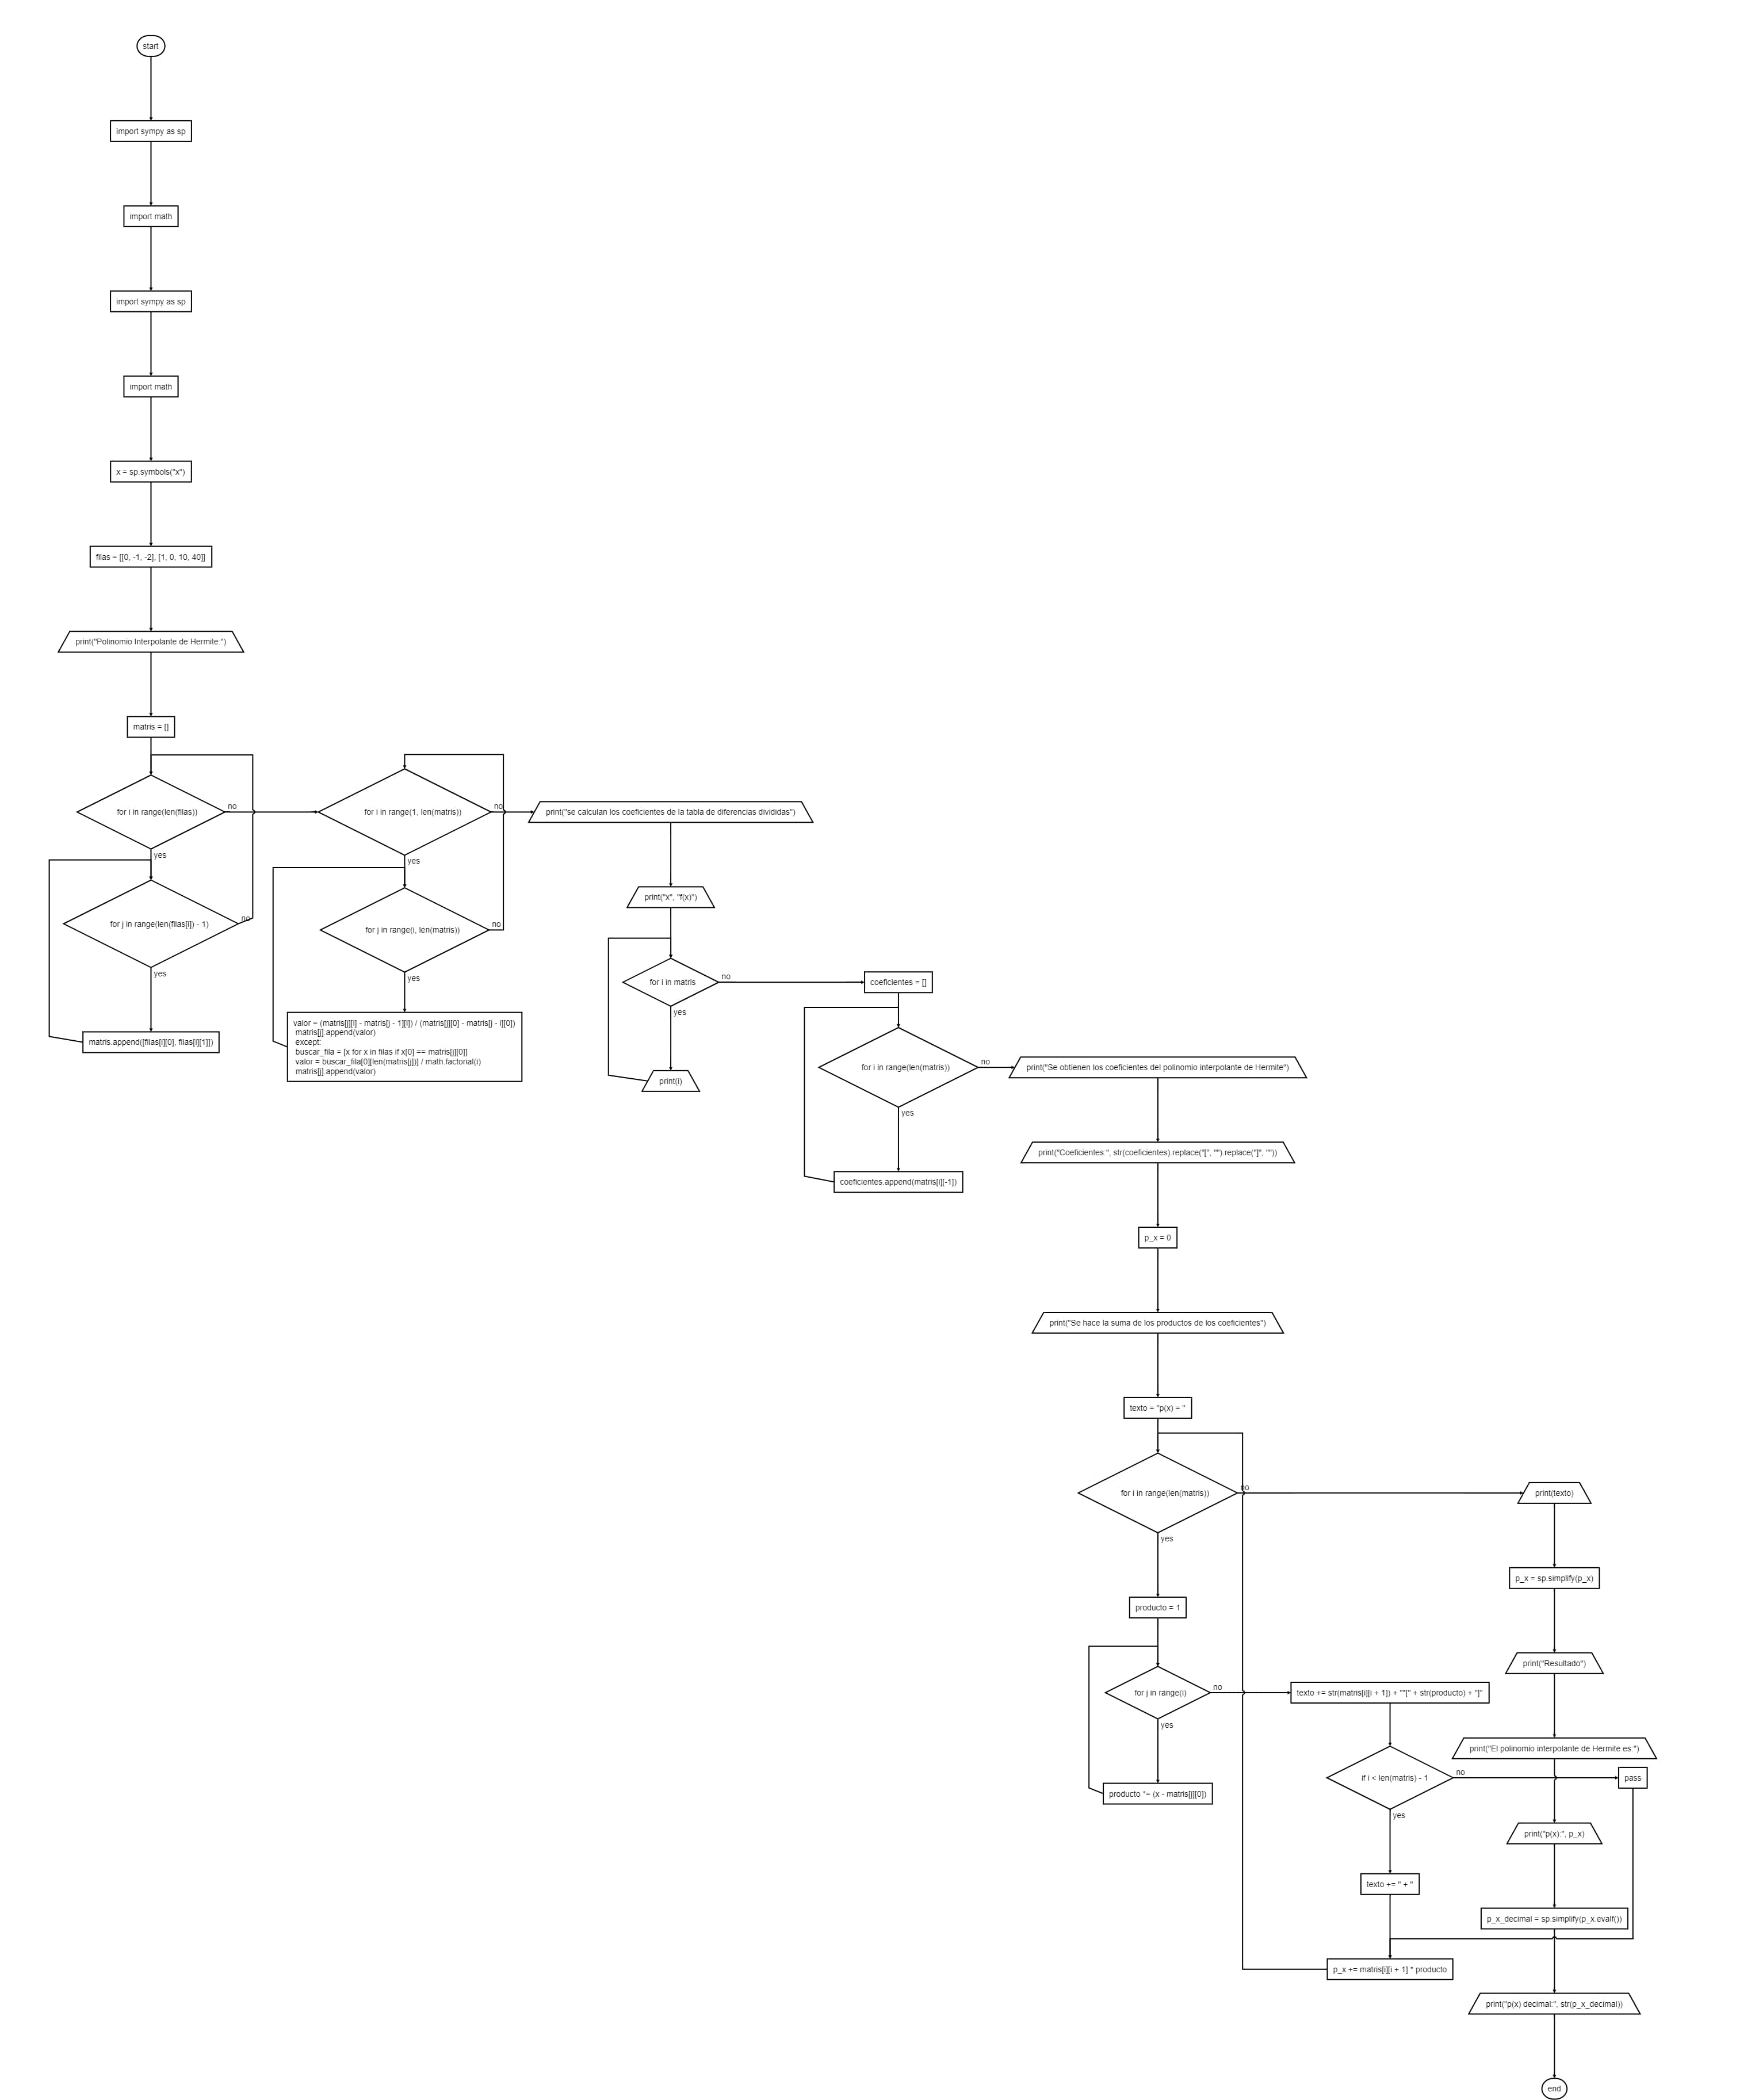 start
import sympy as sp
import math
import sympy as sp
import math
x = sp.symbols("x")
filas = [[0, -1, -2], [1, 0, 10, 40]]
print("Polinomio Interpolante de Hermite:")
matris = []
for i in range(len(filas))
no
yes
for j in range(len(filas[i]) - 1)
no
yes
matris.append([filas[i][0], filas[i][1]])
for i in range(1, len(matris))
no
yes
for j in range(i, len(matris))
no
yes
valor = (matris[j][i] - matris[j - 1][i]) / (matris[j][0] - matris[j - i][0])
matris[j].append(valor)
except:
buscar_fila = [x for x in filas if x[0] == matris[j][0]]
valor = buscar_fila[0][len(matris[j])] / math.factorial(i)
matris[j].append(valor)
print("se calculan los coeficientes de la tabla de diferencias divididas")
print("x", "f(x)")
for i in matris
no
yes
print(i)
coeficientes = []
for i in range(len(matris))
no
yes
coeficientes.append(matris[i][-1])
print("Se obtienen los coeficientes del polinomio interpolante de Hermite")
print("Coeficientes:", str(coeficientes).replace("[", "").replace("]", ""))
p_x = 0
print("Se hace la suma de los productos de los coeficientes")
texto = "p(x) = "
for i in range(len(matris))
no
yes
producto = 1
for j in range(i)
no
yes
producto *= (x - matris[j][0])
texto += str(matris[i][i + 1]) + "*[" + str(producto) + "]"
if i < len(matris) - 1
no
yes
pass
texto += " + "
p_x += matris[i][i + 1] * producto
print(texto)
p_x = sp.simplify(p_x)
print("Resultado")
print("El polinomio interpolante de Hermite es:")
print("p(x):", p_x)
p_x_decimal = sp.simplify(p_x.evalf())
print("p(x) decimal:", str(p_x_decimal))
end